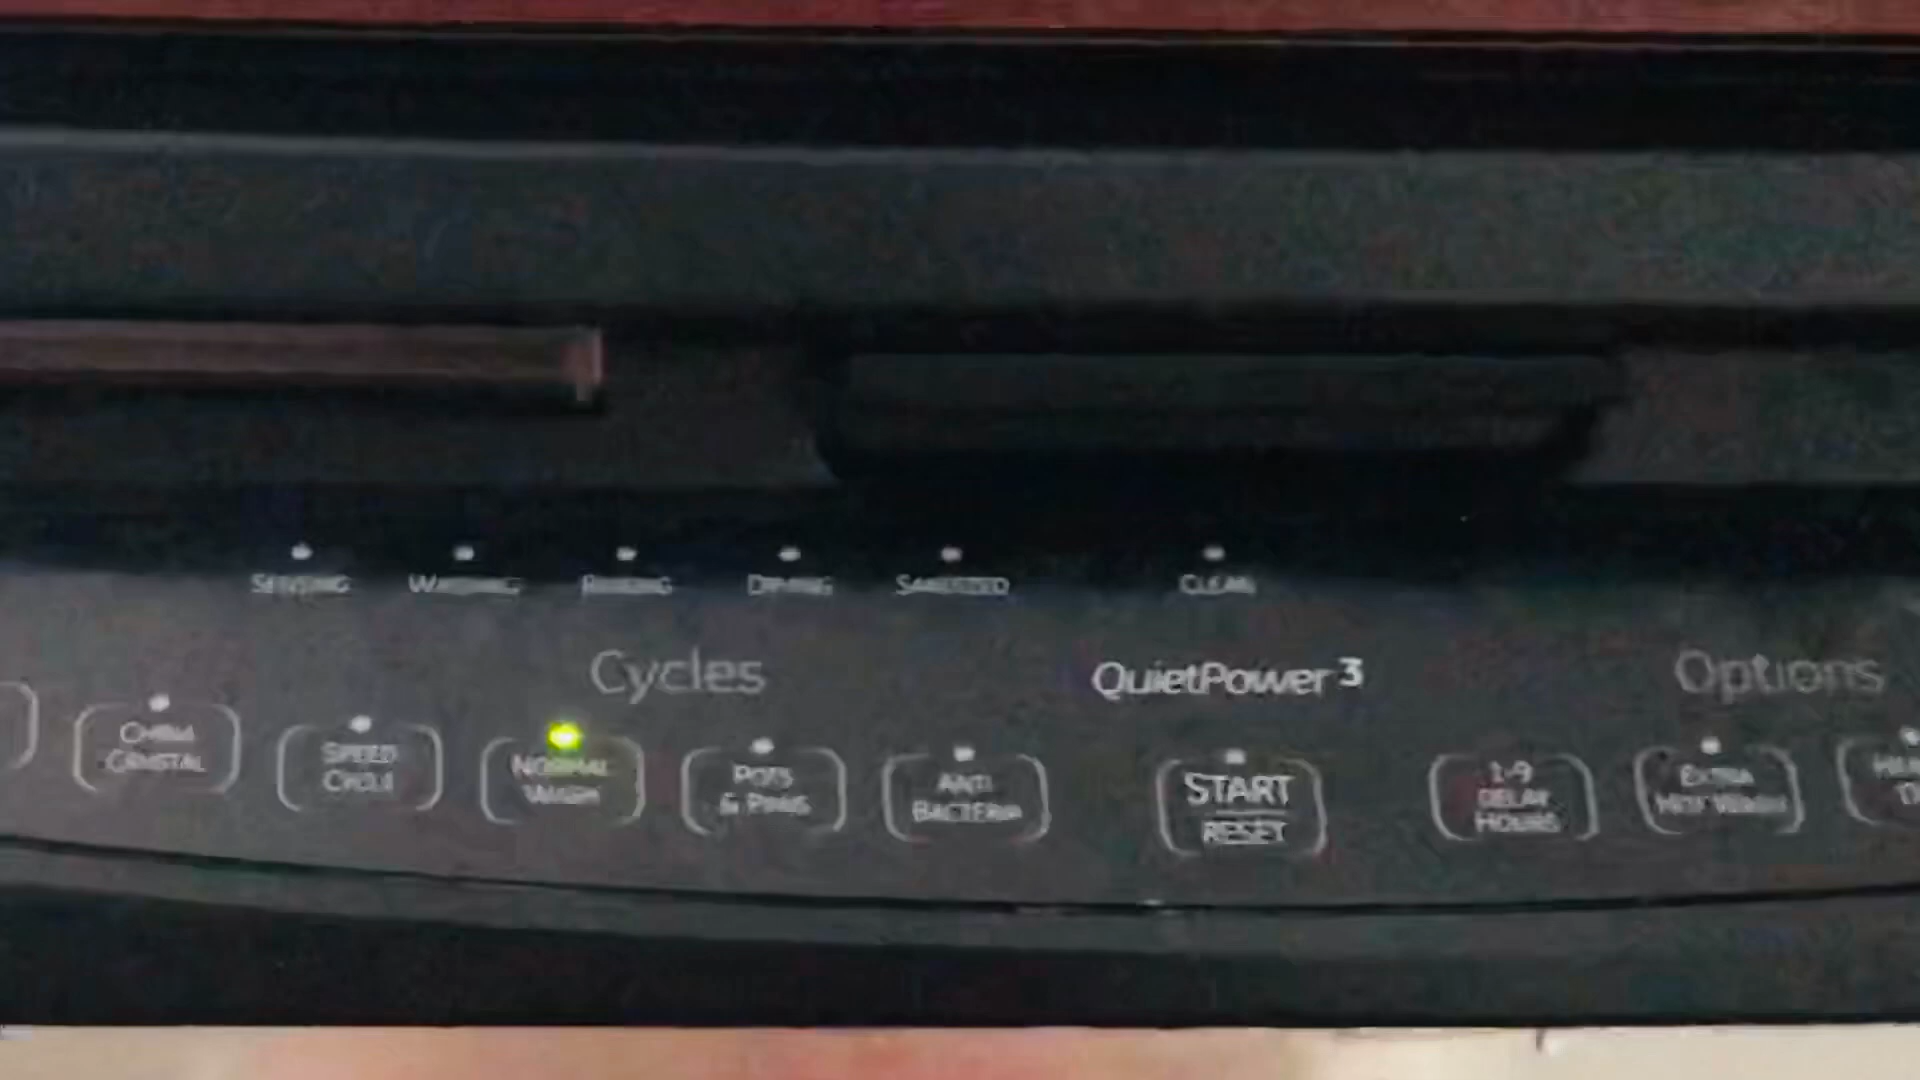 SENSING WASHING RINSING DRYING SANITIZED CLEAN
Cycles QuietPower 3 Options
CHINA
CRYSTAL
SPEED
CYCLE
NORMAL
WASH
POTS
& PANS
ANTI
BACTERIA
START
RESET
1-9
DELAY
HOURS
EXTRA
HOT WASH